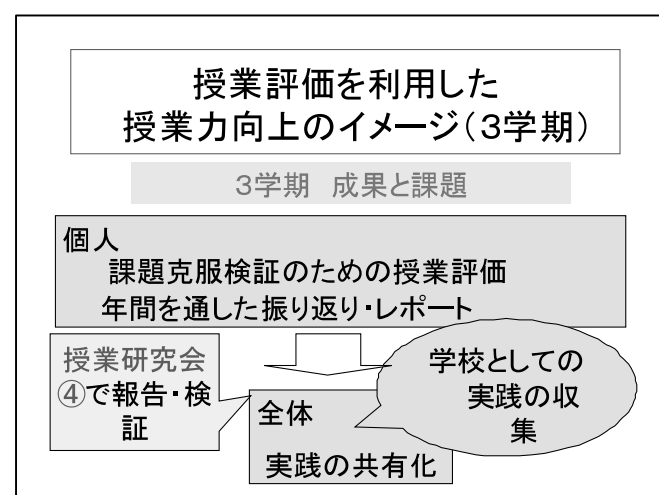 授業評価を利用した
授業力向上のイメージ(3学期)
3学期 成果と課題
個人
課題克服検証のための授業評価
年間を通した振り返り・レポート
授業研究会
④で報告・検
証
学校としての
実践の収
集
全体
実践の共有化